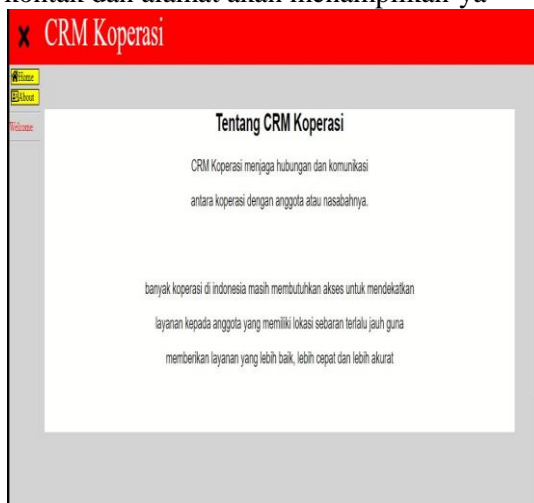 kontak dan alamat akan menampilkan ya
CRM Koperasi
Home
About
Welcome
Tentang CRM Koperasi
CRM Koperasi menjaga hubungan dan komunikasi
antara koperasi dengan anggota atau nasabahnya.
banyak koperasi di indonesia masih membutuhkan akses untuk mendekatkan
layanan kepada anggota yang memiliki lokasi sebaran terlalu jauh guna
memberikan layanan yang lebih baik, lebih cepat dan lebih akurat